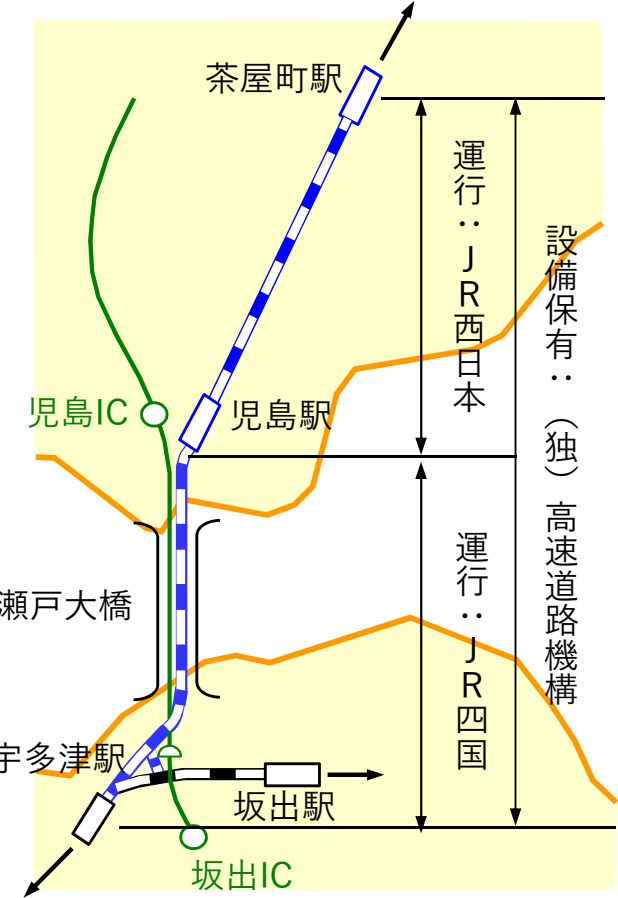 茶屋町駅
運行：JR西日本
設備保有：（独）高速道路機構
児島IC
児島駅
瀬戸大橋
運行：JR四国
宇多津駅
坂出駅
坂出IC